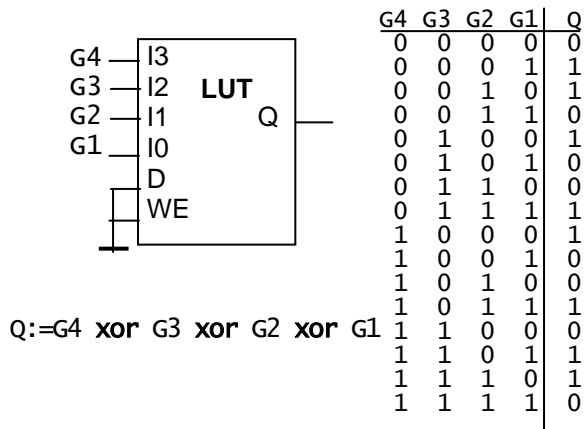 G4 I3
G3 I2 LUT
G2 I1 Q
G1 I0
D
WE
Q:=G4 xor G3 xor G2 xor G1
G4 G3 G2 G1 Q
0 0 0 0 0
0 0 0 1 1
0 0 1 0 1
0 0 1 1 0
0 1 0 0 1
0 1 0 1 0
0 1 1 0 0
0 1 1 1 1
1 0 0 0 1
1 0 0 1 0
1 0 1 0 0
1 0 1 1 1
1 1 0 0 0
1 1 0 1 1
1 1 1 0 1
1 1 1 1 0